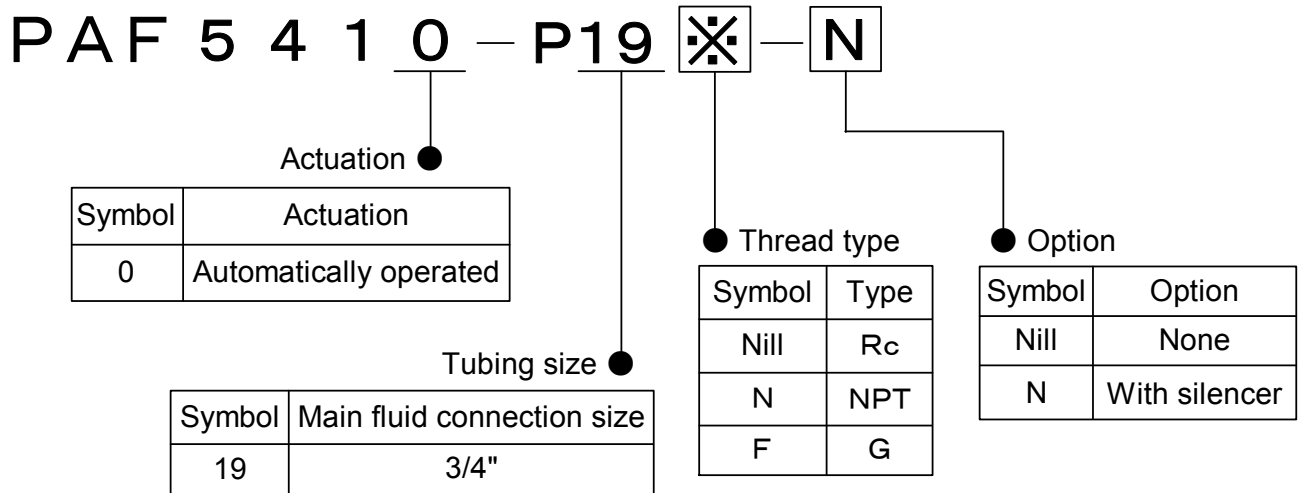 PAF5410-P19※-N
Actuation
Symbol Actuation
0 Automatically operated
Thread type
Symbol Type
Nill Rc
N NPT
F G
Option
Symbol Option
Nill None
N With silencer
Tubing size
Symbol Main fluid connection size
19 3/4"